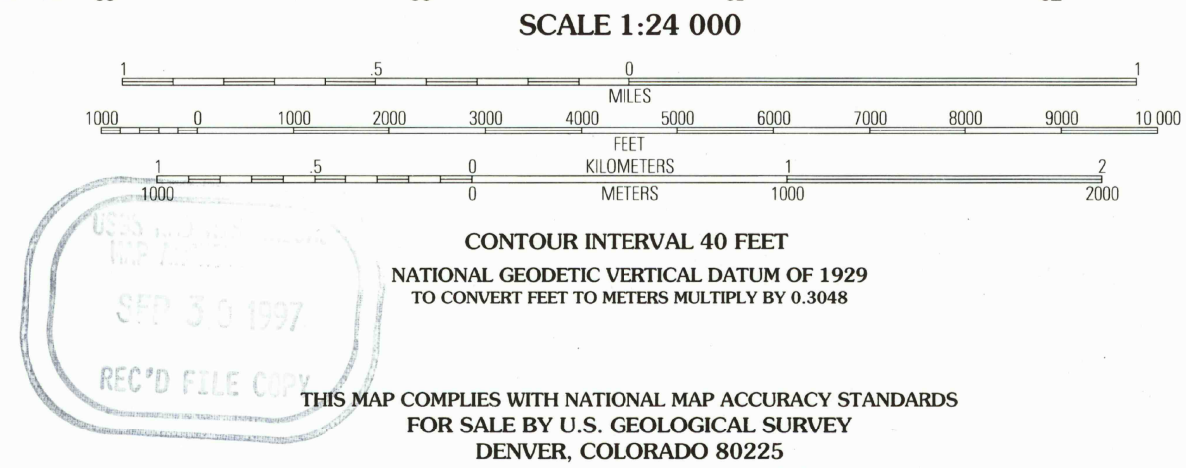 SCALE 1:24 000
1 .5 0 1
MILES
1000 0 1000 2000 3000 4000 5000 6000 7000 8000 9000 10 000
FEET
1 .5 0 KILOMETERS 1 2
1000 0 METERS 1000 2000
CONTOUR INTERVAL 40 FEET
NATIONAL GEODETIC VERTICAL DATUM OF 1929
TO CONVERT FEET TO METERS MULTIPLY BY 0.3048
USGS
MAP
SEP 30 1997
REC'D FILE COPY
THIS MAP COMPLIES WITH NATIONAL MAP ACCURACY STANDARDS
FOR SALE BY U.S. GEOLOGICAL SURVEY
DENVER, COLORADO 80225